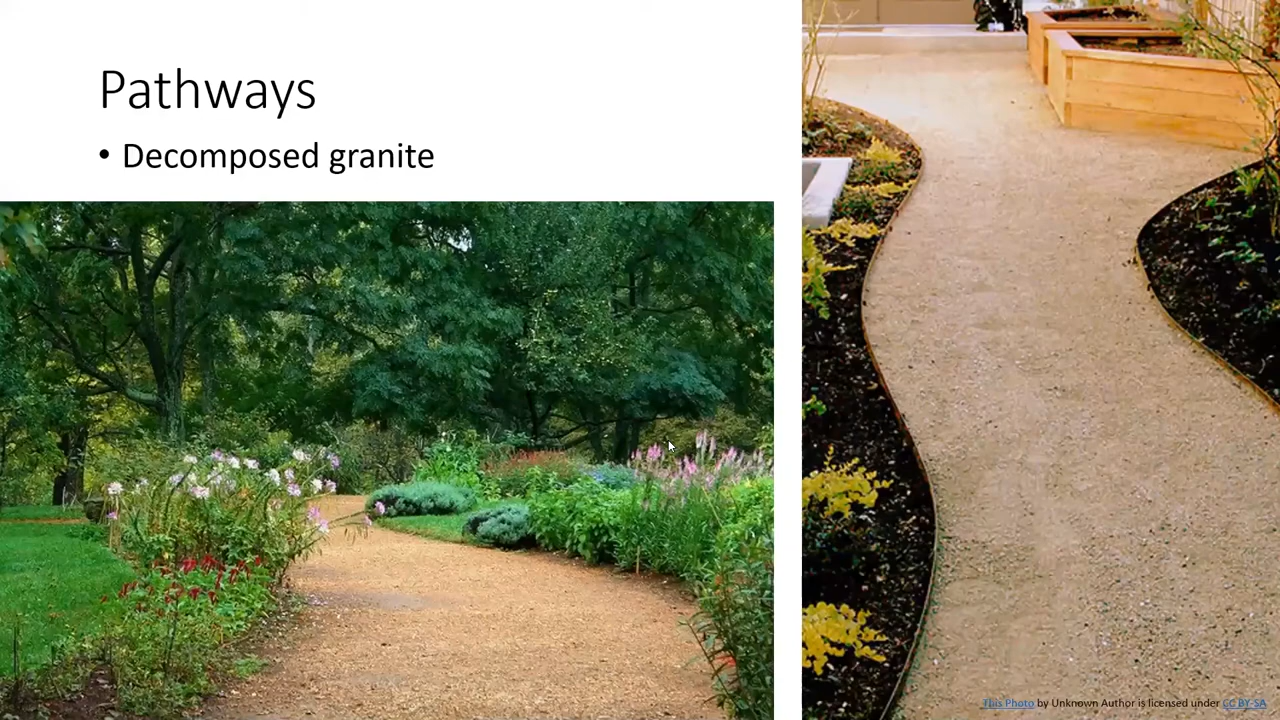 Pathways
• Decomposed granite
This Photo by Unknown Author is licensed under CC BY-SA